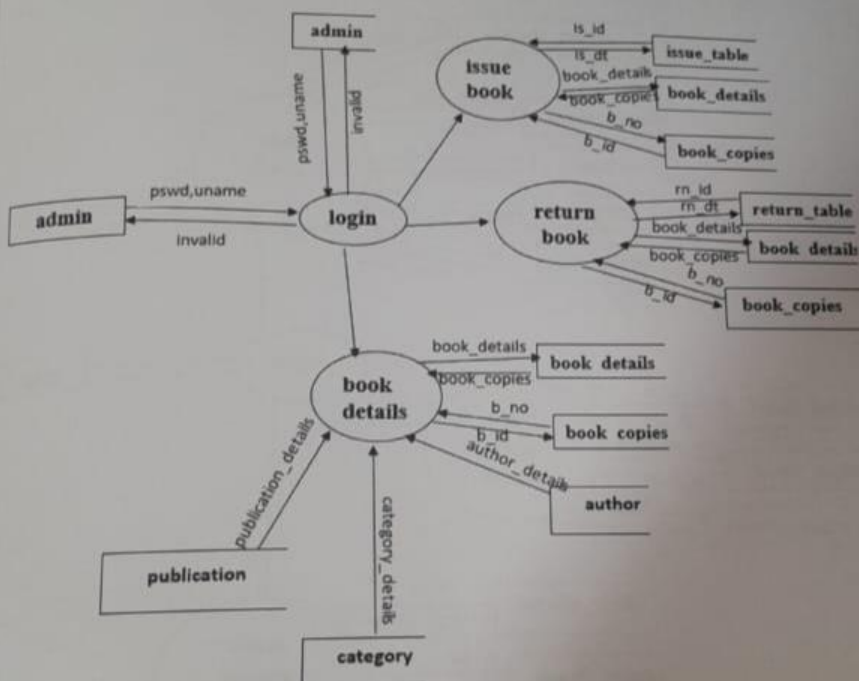 admin
is_id
is_dt
issue_table
issue
book
book_details
book_copies
book_details
b_no
b_id
book_copies
pswd,uname
invalid
pswd,uname
admin
invalid
login
return
book
rn_id
rn_dt
return_table
book_details
book_copies
book details
b_no
b_id
book_copies
book_details
book_copies
book details
book
details
b_no
b_id
book copies
author_details
author
publication_details
publication
category_details
category